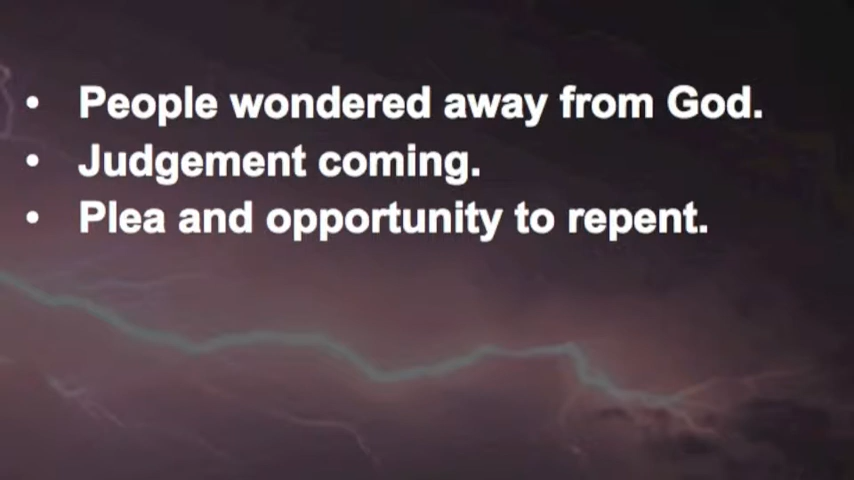 • People wondered away from God.
• Judgement coming.
• Plea and opportunity to repent.